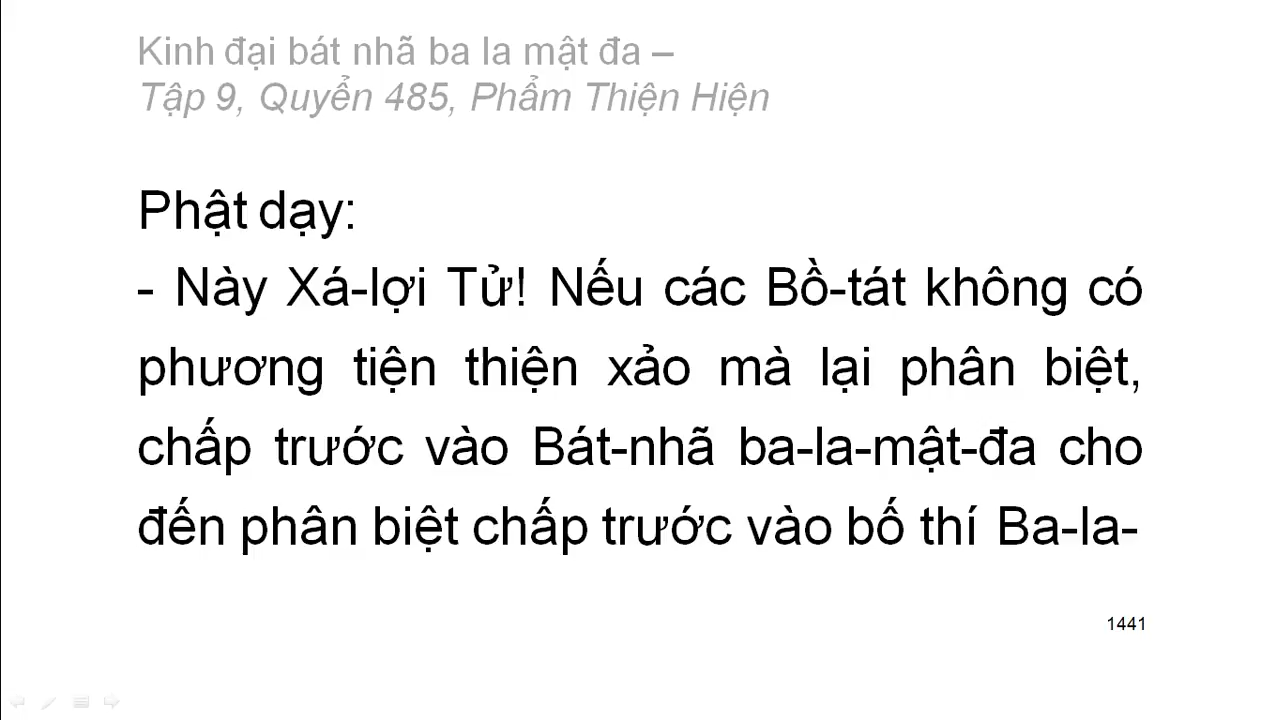 Kinh đại bát nhã ba la mật đa –
Tập 9, Quyển 485, Phẩm Thiện Hiện
Phật dạy:
- Này Xá-lợi Tử! Nếu các Bồ-tát không có
phương tiện thiện xảo mà lại phân biệt,
chấp trước vào Bát-nhã ba-la-mật-đa cho
đến phân biệt chấp trước vào bố thí Ba-la-
1441